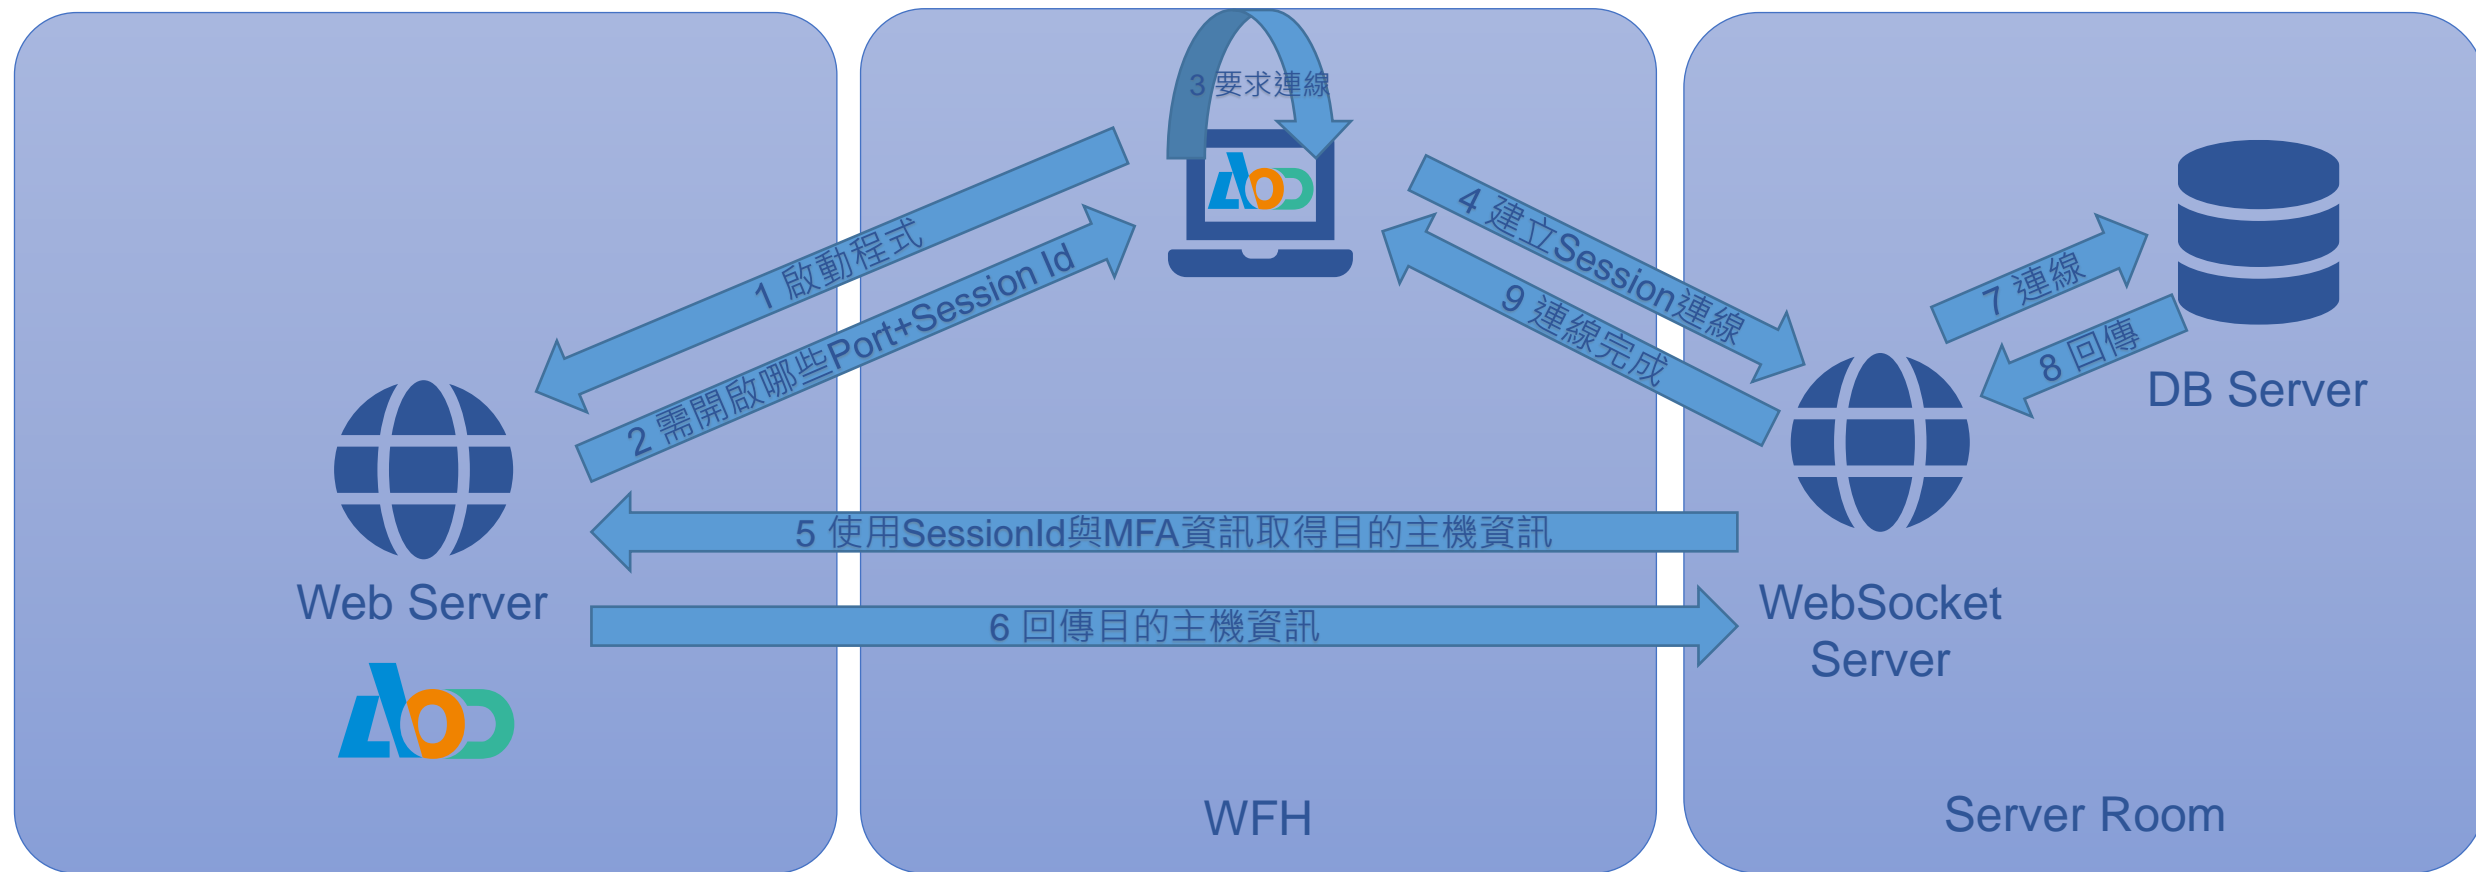 3 要求連線
1 啟動程式
2 需開啟哪些Port+Session Id
4 建立Session連線
9 連線完成
7 連線
8 回傳
DB Server
5 使用SessionId與MFA資訊取得目的主機資訊
6 回傳目的主機資訊
Web Server
WebSocket
Server
WFH
Server Room